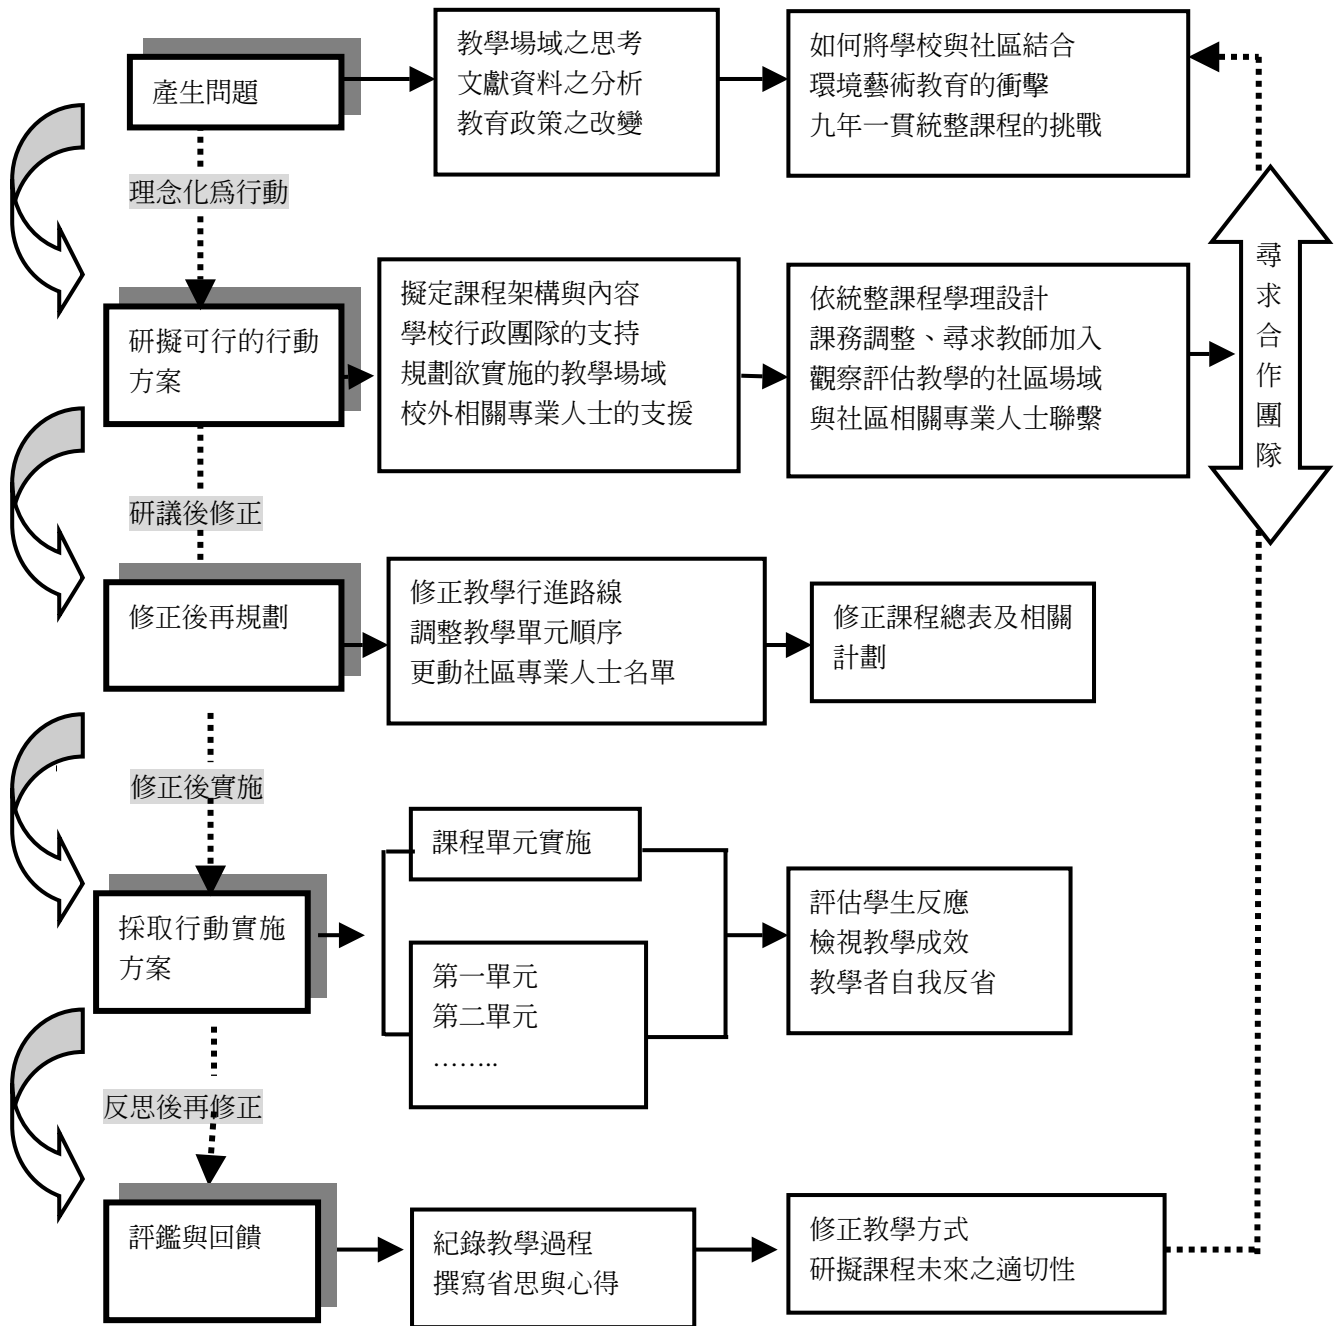 產生問題
教學場域之思考
文獻資料之分析
教育政策之改變
如何將學校與社區結合
環境藝術教育的衝擊
九年一貫統整課程的挑戰
理念化爲行動
研擬可行的行動
方案
擬定課程架構與內容
學校行政團隊的支持
規劃欲實施的教學場域
校外相關專業人士的支援
依統整課程學理設計
課務調整、尋求教師加入
觀察評估教學的社區場域
與社區相關專業人士聯繫
尋
求
合
作
團
隊
研議後修正
修正後再規劃
修正教學行進路線
調整教學單元順序
更動社區專業人士名單
修正課程總表及相關
計劃
修正後實施
採取行動實施
方案
課程單元實施
第一單元
第二單元
……..
評估學生反應
檢視教學成效
教學者自我反省
反思後再修正
評鑑與回饋
紀錄教學過程
撰寫省思與心得
修正教學方式
研擬課程未來之適切性